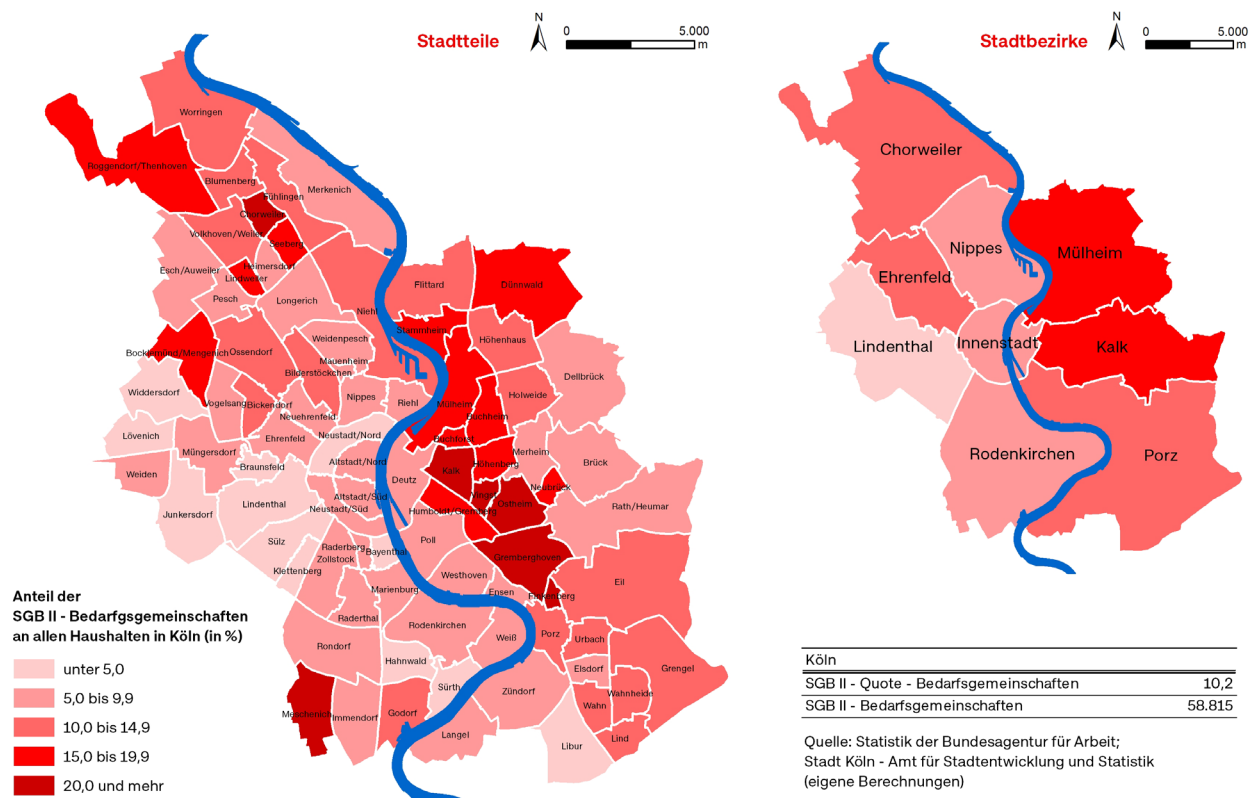 Stadtteile
N
0
5.000
m
Stadtbezirke
N
0
5.000
m
Worringen
Roggendorf/Thenhoven
Blumenberg
Fühlingen
Merkenich
Chorweiler
Volkhoven/Weiler
Seeberg
Heimersdorf
Esch/Auweiler
Lindweiler
Pesch
Longerich
Niehl
Flittard
Dünnwald
Stammheim
Höhenhaus
Weidenpesch
Bocklemünd/Mengenich
Ossendorf
Mauenheim
Bilderstöckchen
Dellbrück
Widdersdorf
Vogelsang
Bickendorf
Nippes
Riehl
Mülheim
Holweide
Neuehrenfeld
Buchheim
Lövenich
Ehrenfeld
Neustadt/Nord
Buchforst
Müngersdorf
Merheim
Weiden
Braunsfeld
Altstadt/Nord
Kalk
Höhenberg
Brück
Deutz
Neubrück
Lindenthal
Altstadt/Süd
Vingst
Ostheim
Junkersdorf
Neustadt/Süd
Humboldt/Gremberg
Rath/Heumar
Sülz
Raderberg
Bayenthal
Poll
Zollstock
Gremberghoven
Klettenberg
Westhoven
Eil
Marienburg
Ensen
Finkenberg
Raderthal
Rodenkirchen
Weiß
Porz
Urbach
Rondorf
Hahnwald
Elsdorf
Grengel
Sürth
Zündorf
Wahnheide
Wahn
Meschenich
Immendorf
Godorf
Langel
Libur
Lind
Chorweiler
Nippes
Mülheim
Ehrenfeld
Lindenthal
Innenstadt
Kalk
Rodenkirchen
Porz
Anteil der
SGB II - Bedarfgsgemeinschaften
an allen Haushalten in Köln (in %)
unter 5,0
5,0 bis 9,9
10,0 bis 14,9
15,0 bis 19,9
20,0 und mehr
Köln
SGB II - Quote - Bedarfsgemeinschaften 10,2
SGB II - Bedarfsgemeinschaften 58.815
Quelle: Statistik der Bundesagentur für Arbeit;
Stadt Köln - Amt für Stadtentwicklung und Statistik
(eigene Berechnungen)